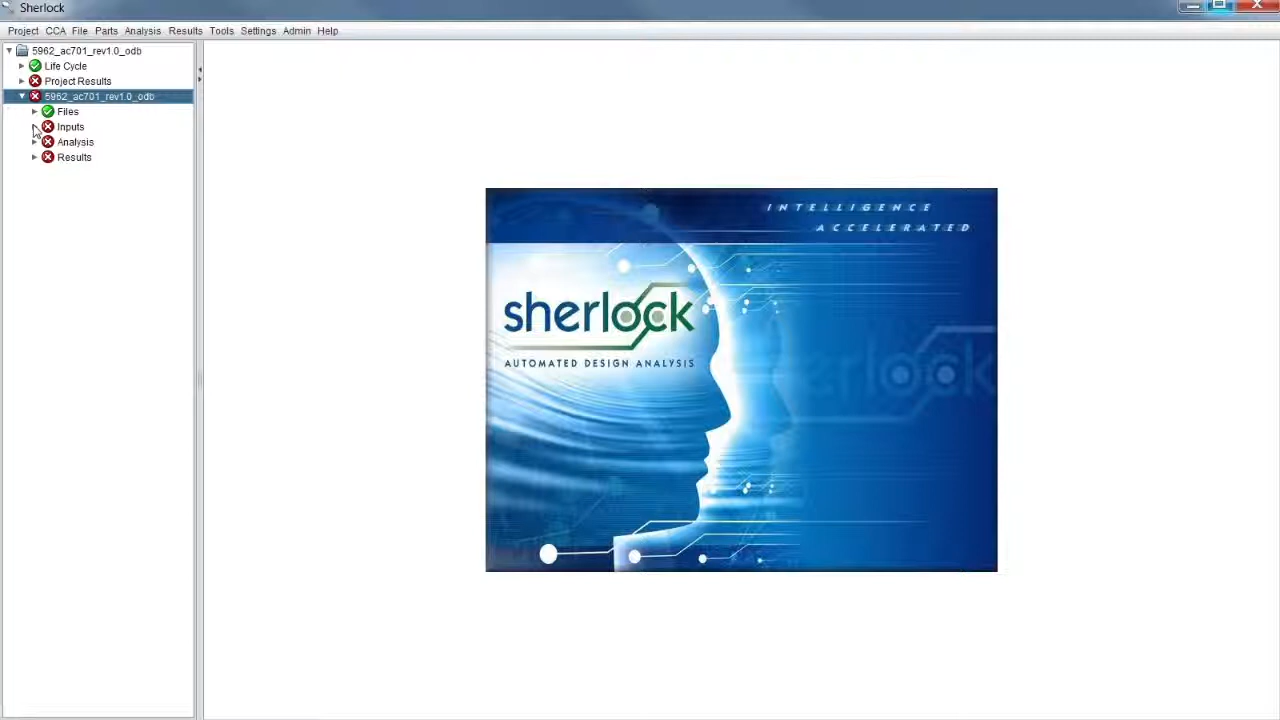 Sherlock
Project CCA File Parts Analysis Results Tools Settings Admin Help
5962_ac701_rev1.0_odb
Life Cycle
Project Results
5962_ac701_rev1.0_odb
Files
Inputs
Analysis
Results
INTELLIGENCE
ACCELERATED
sherlock
AUTOMATED DESIGN ANALYSIS
sherlock